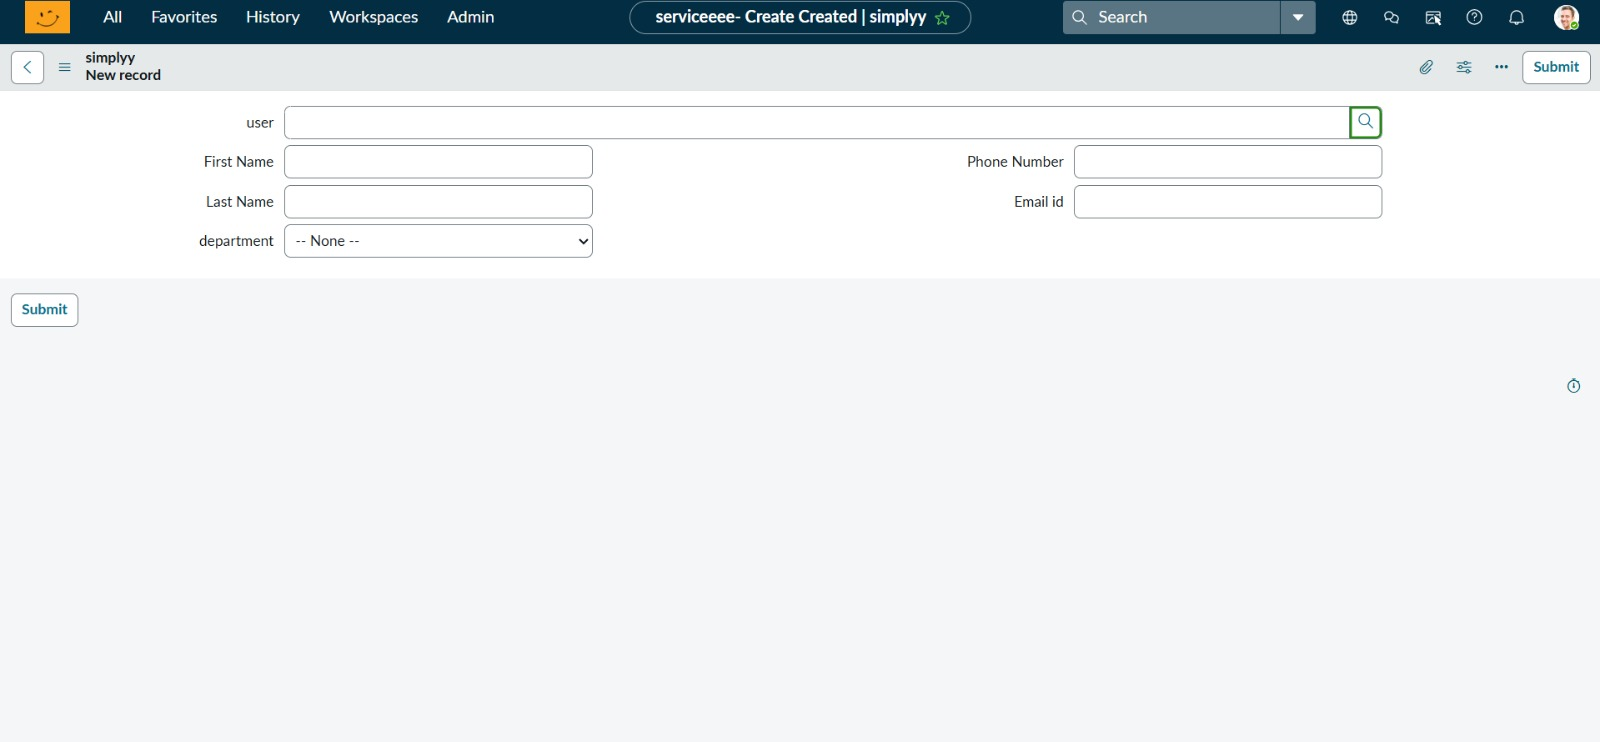 All Favorites History Workspaces Admin serviceeee- Create Created | simplyy Search
simplyy
New record
Submit
user
First Name
Phone Number
Last Name
Email id
department -- None --
Submit